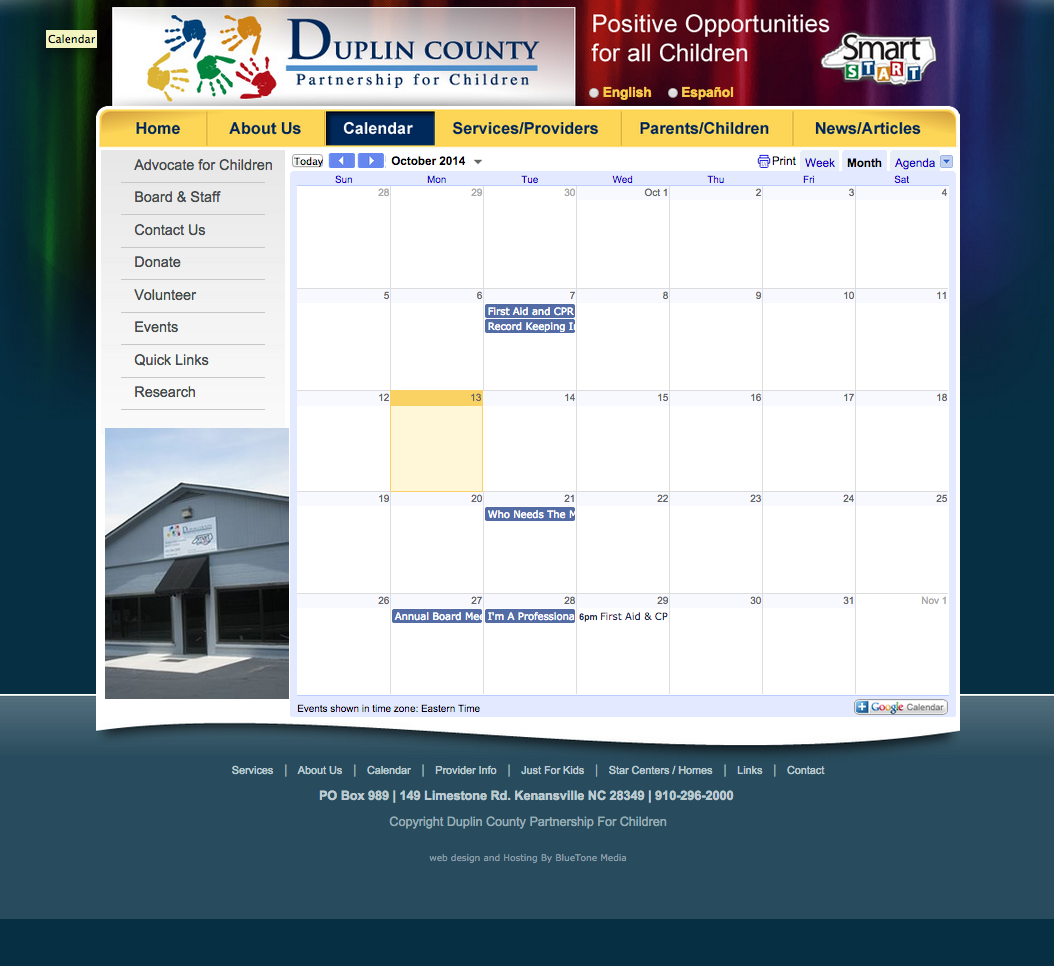 Calendar
DUPLIN COUNTY
Partnership for Children
Positive Opportunities
for all Children
Smart
START
English Español
Home About Us Calendar Services/Providers Parents/Children News/Articles
Advocate for Children
Board & Staff
Contact Us
Donate
Volunteer
Events
Quick Links
Research
DUPLIN COUNTY
Today October 2014 Print Week Month Agenda
Sun Mon Tue Wed Thu Fri Sat
28 29 30 Oct 1 2 3 4
5 6 7 8 9 10 11
First Aid and CPR
Record Keeping I
12 13 14 15 16 17 18
19 20 21 22 23 24 25
Who Needs The M
26 27 28 29 30 31 Nov 1
Annual Board Mee I'm A Professiona 6pm First Aid & CP
Events shown in time zone: Eastern Time
Google Calendar
Services | About Us | Calendar | Provider Info | Just For Kids | Star Centers / Homes | Links | Contact
PO Box 989 | 149 Limestone Rd. Kenansville NC 28349 | 910-296-2000
Copyright Duplin County Partnership For Children
web design and Hosting By BlueTone Media